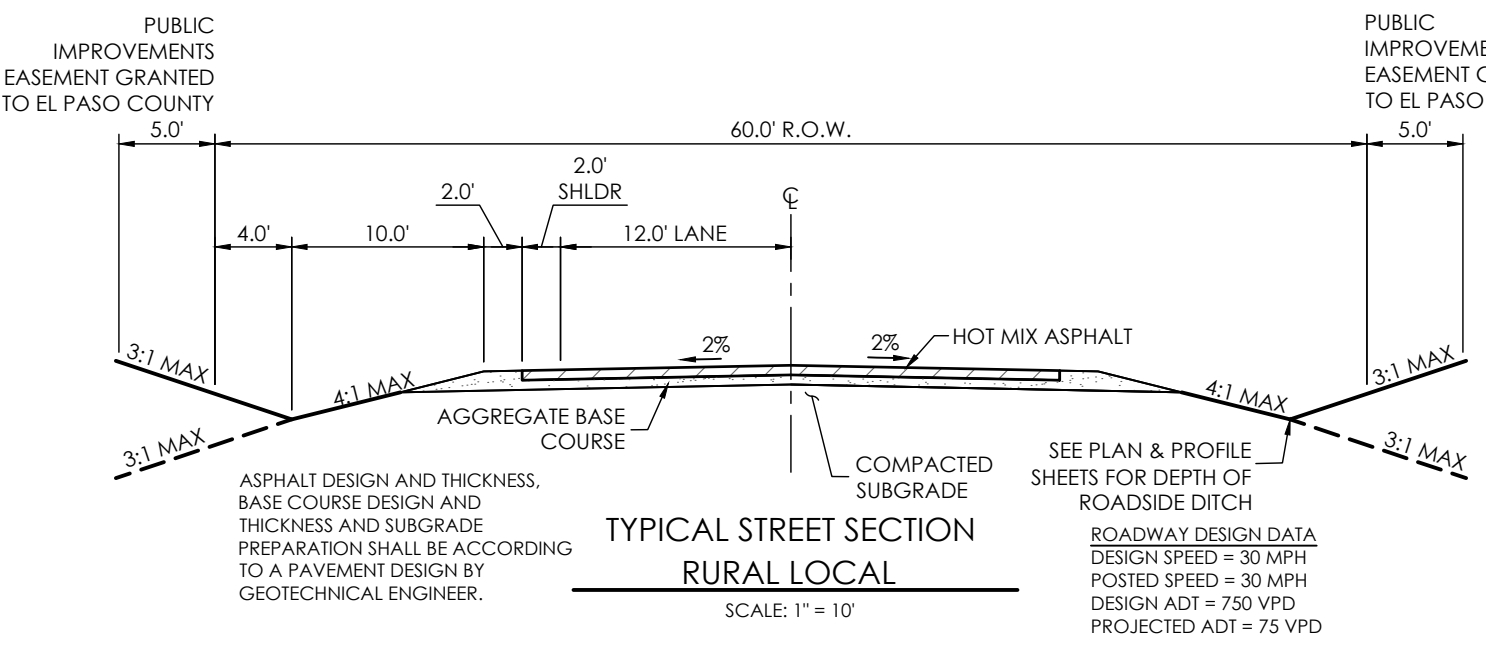 PUBLIC
IMPROVEMENTS
EASEMENT GRANTED
TO EL PASO COUNTY
PUBLIC
IMPROVEME
EASEMENT G
TO EL PASO
5.0'
60.0' R.O.W.
5.0'
2.0'
2.0'
SHLDR
℄
4.0'
10.0'
12.0' LANE
2%
2%
HOT MIX ASPHALT
3:1 MAX
4:1 MAX
3:1 MAX
4:1 MAX
3:1 MAX
3:1 MAX
AGGREGATE BASE
COURSE
COMPACTED
SUBGRADE
SEE PLAN & PROFILE
SHEETS FOR DEPTH OF
ROADSIDE DITCH
ASPHALT DESIGN AND THICKNESS,
BASE COURSE DESIGN AND
THICKNESS AND SUBGRADE
PREPARATION SHALL BE ACCORDING
TO A PAVEMENT DESIGN BY
GEOTECHNICAL ENGINEER.
TYPICAL STREET SECTION
RURAL LOCAL
SCALE: 1" = 10'
ROADWAY DESIGN DATA
DESIGN SPEED = 30 MPH
POSTED SPEED = 30 MPH
DESIGN ADT = 750 VPD
PROJECTED ADT = 75 VPD